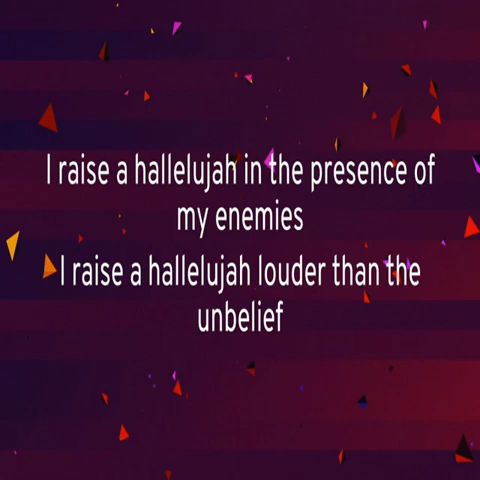 I raise a hallelujah in the presence of
my enemies
I raise a hallelujah louder than the
unbelief